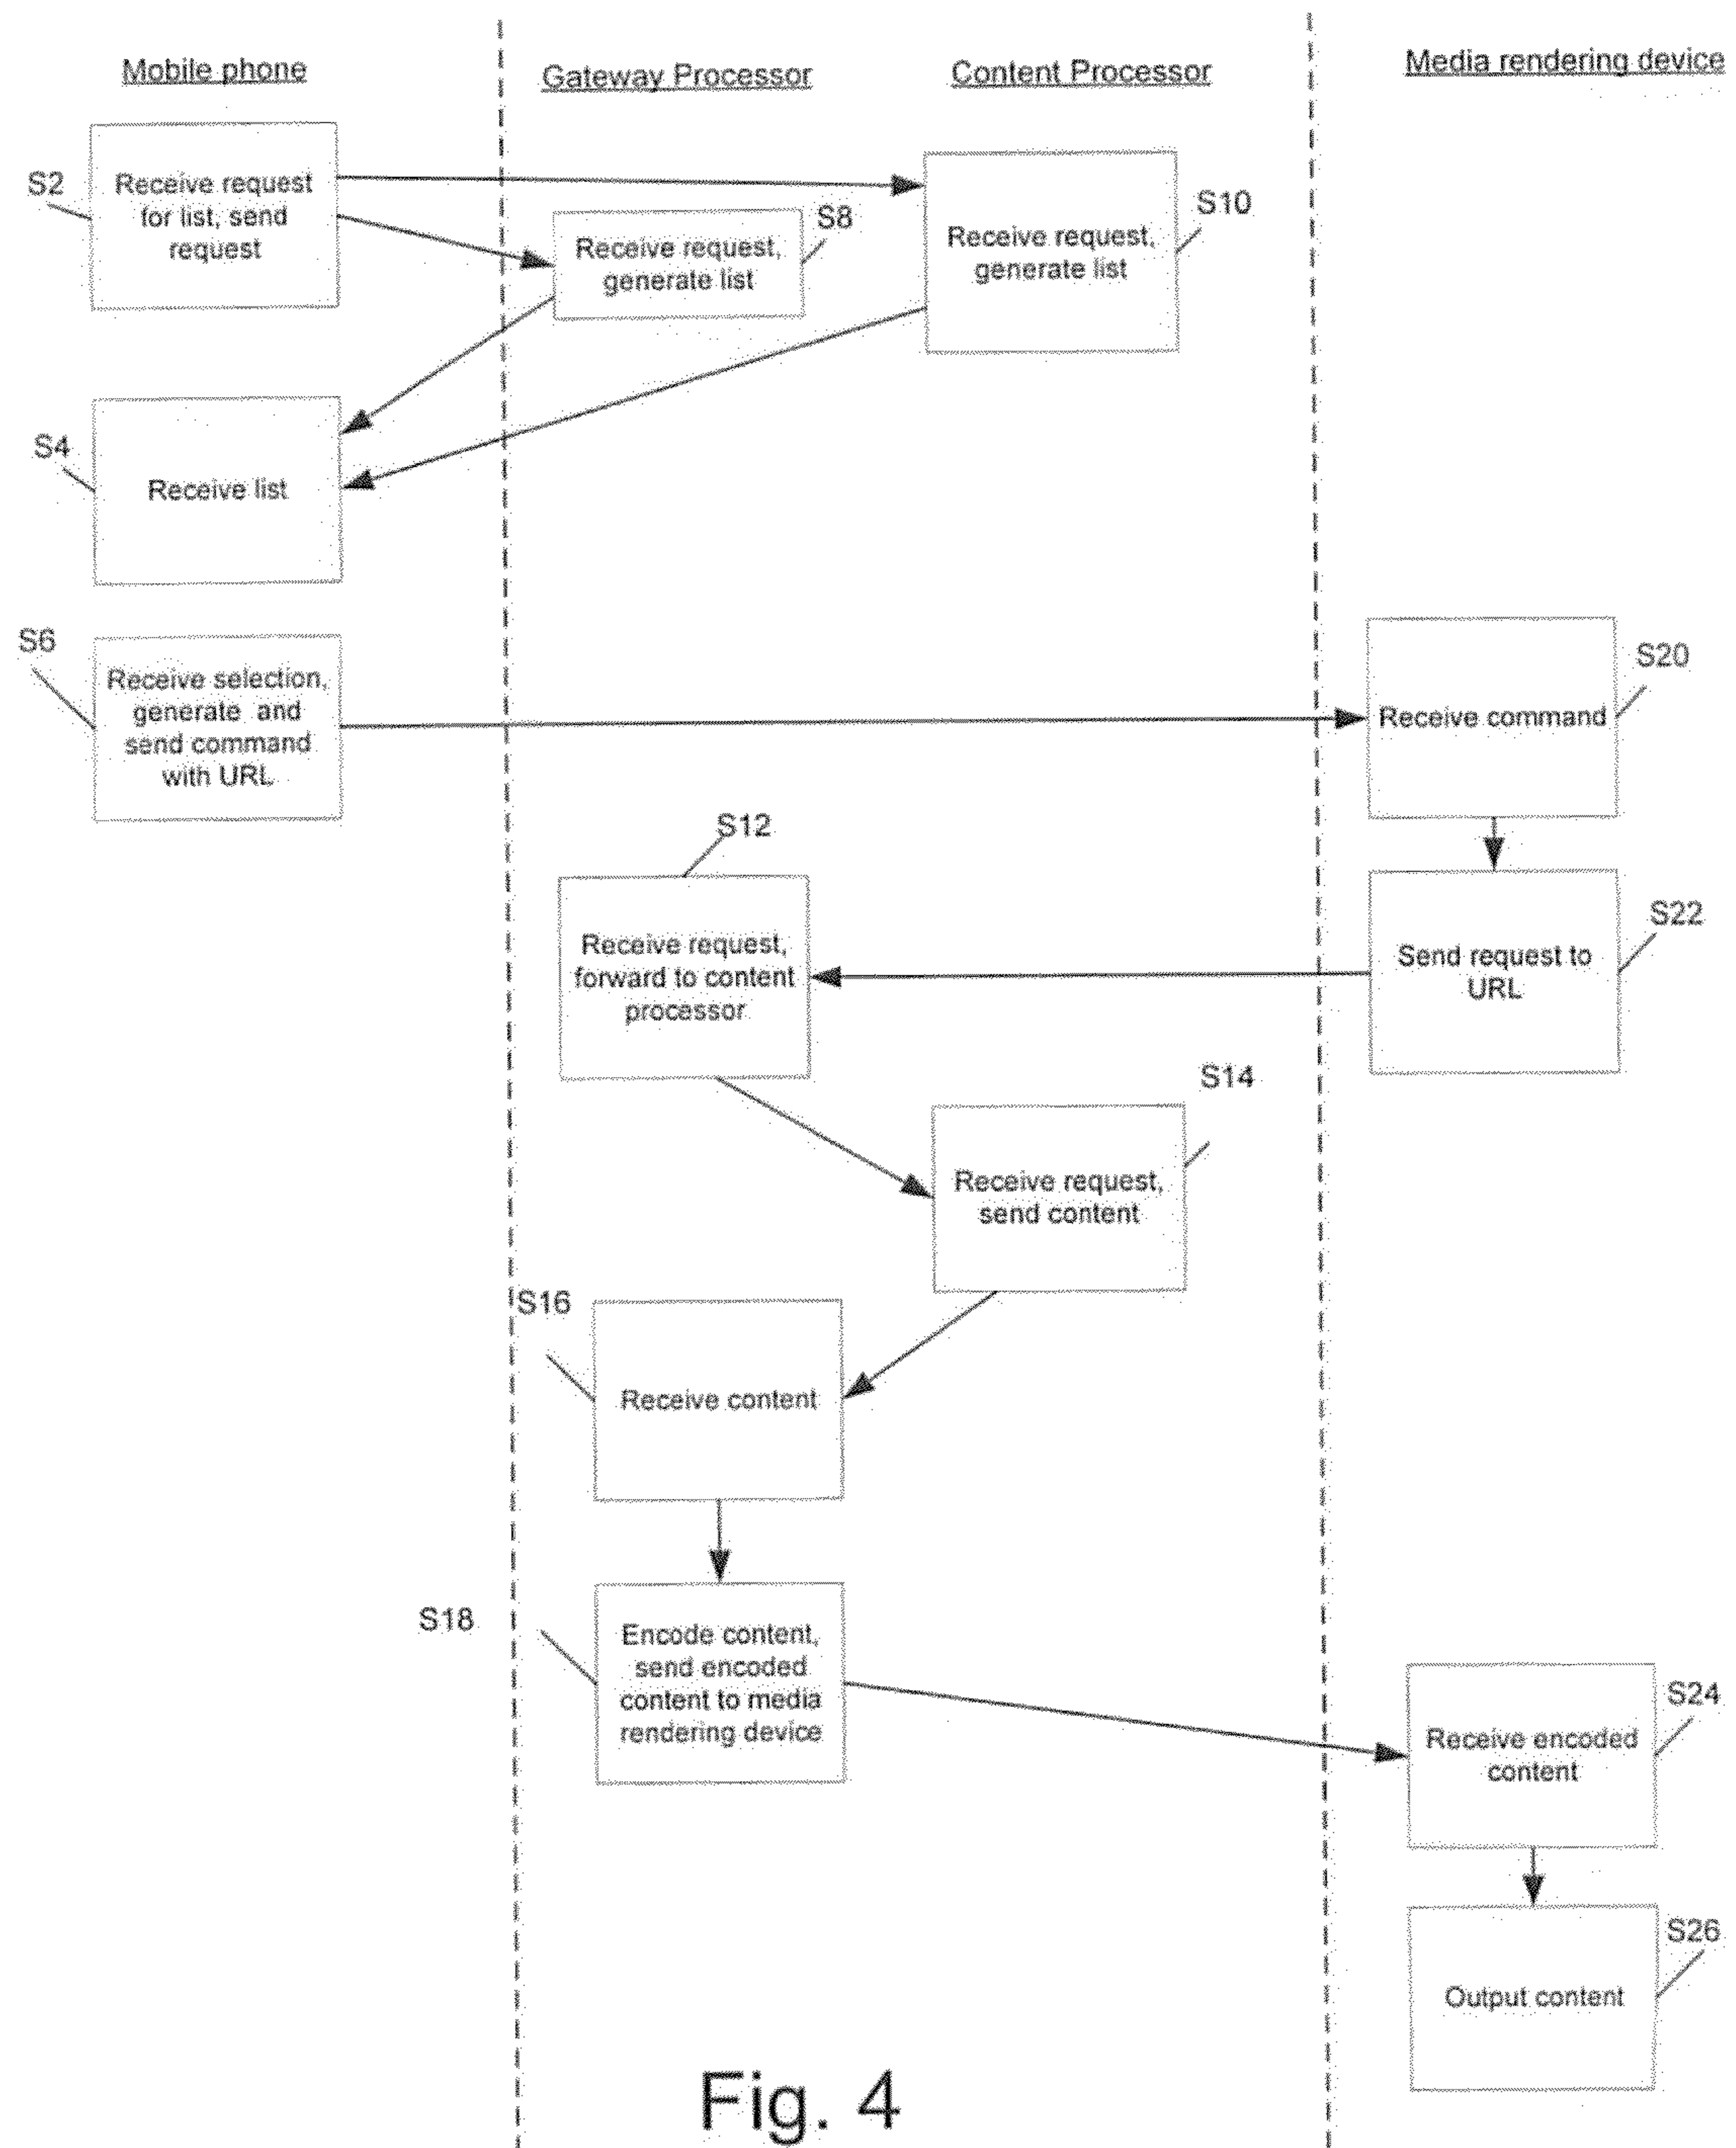 Mobile phone
Gateway Processor
Content Processor
Media rendering device
S2
Receive request
for list, send
request
S8
Receive request,
generate list
S10
Receive request,
generate list
S4
Receive list
S6
Receive selection,
generate and
send command
with URL
S20
Receive command
S12
Receive request,
forward to content
processor
S22
Send request to
URL
S14
Receive request,
send content
S16
Receive content
S18
Encode content,
send encoded
content to media
rendering device
S24
Receive encoded
content
S26
Output content
Fig. 4